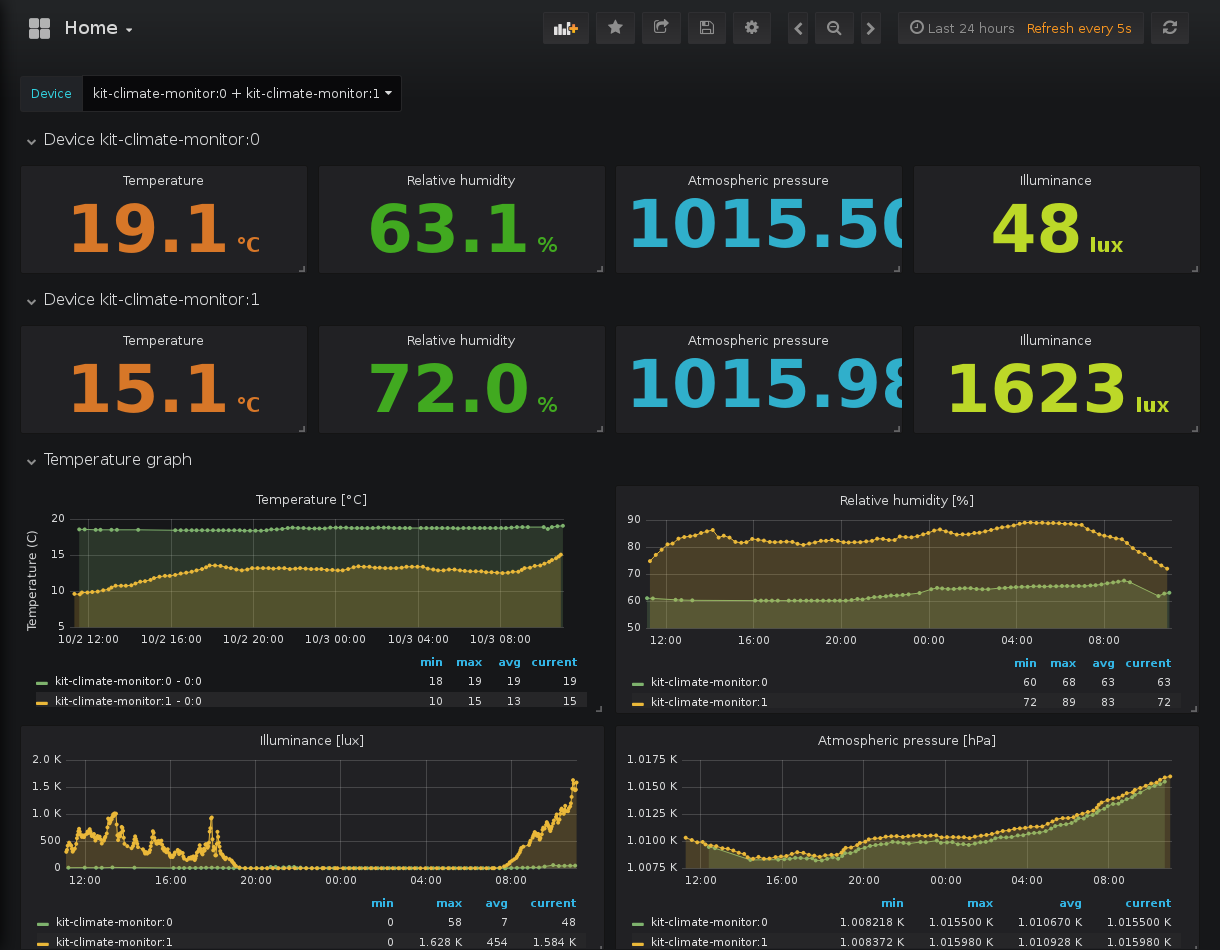 Home
Last 24 hours Refresh every 5s
Device kit-climate-monitor:0 + kit-climate-monitor:1
Device kit-climate-monitor:0
Temperature Relative humidity Atmospheric pressure Illuminance
19.1 °C 63.1 % 1015.50 48 lux
Device kit-climate-monitor:1
Temperature Relative humidity Atmospheric pressure Illuminance
15.1 °C 72.0 % 1015.98 1623 lux
Temperature graph
Temperature [°C]
Temperature (C)
20
15
10
5
10/2 12:00 10/2 16:00 10/2 20:00 10/3 00:00 10/3 04:00 10/3 08:00
min max avg current
kit-climate-monitor:0 - 0:0 18 19 19 19
kit-climate-monitor:1 - 0:0 10 15 13 15
Relative humidity [%]
90
80
70
60
50
12:00 16:00 20:00 00:00 04:00 08:00
min max avg current
kit-climate-monitor:0 60 68 63 63
kit-climate-monitor:1 72 89 83 72
Illuminance [lux]
2.0 K
1.5 K
1.0 K
500
0
12:00 16:00 20:00 00:00 04:00 08:00
min max avg current
kit-climate-monitor:0 0 58 7 48
kit-climate-monitor:1 0 1.628 K 454 1.584 K
Atmospheric pressure [hPa]
1.0175 K
1.0150 K
1.0125 K
1.0100 K
1.0075 K
12:00 16:00 20:00 00:00 04:00 08:00
min max avg current
kit-climate-monitor:0 1.008218 K 1.015500 K 1.010670 K 1.015500 K
kit-climate-monitor:1 1.008372 K 1.015980 K 1.010928 K 1.015980 K